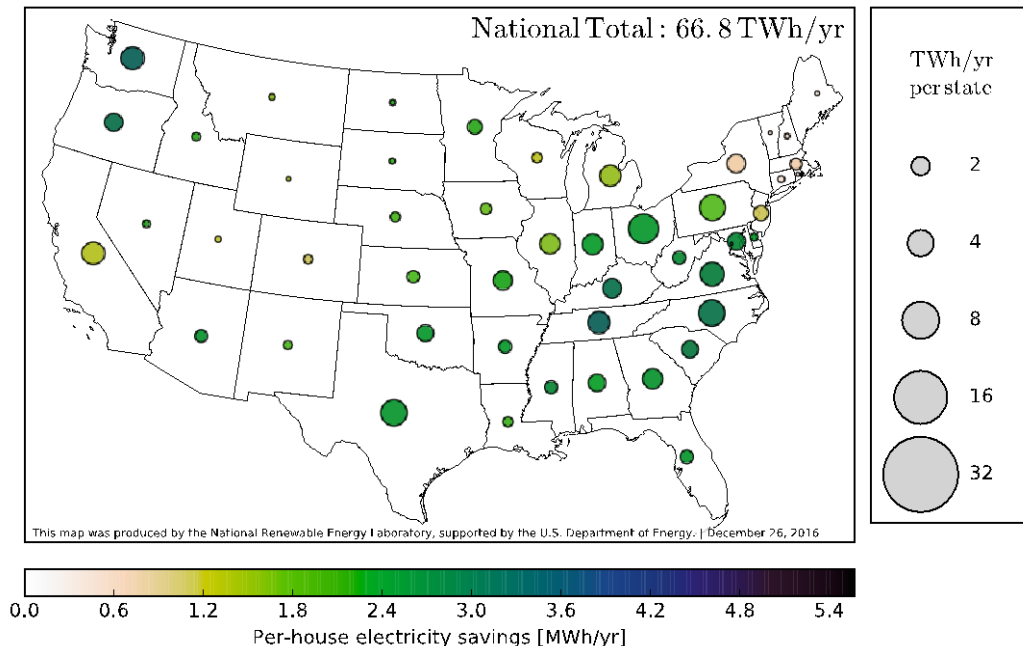 National Total : 66. 8 TWh/yr
TWh/yr
per state
2
4
8
16
32
This map was produced by the National Renewable Energy Laboratory, supported by the U.S. Department of Energy. | December 26, 2016
0.0 0.6 1.2 1.8 2.4 3.0 3.6 4.2 4.8 5.4
Per-house electricity savings [MWh/yr]